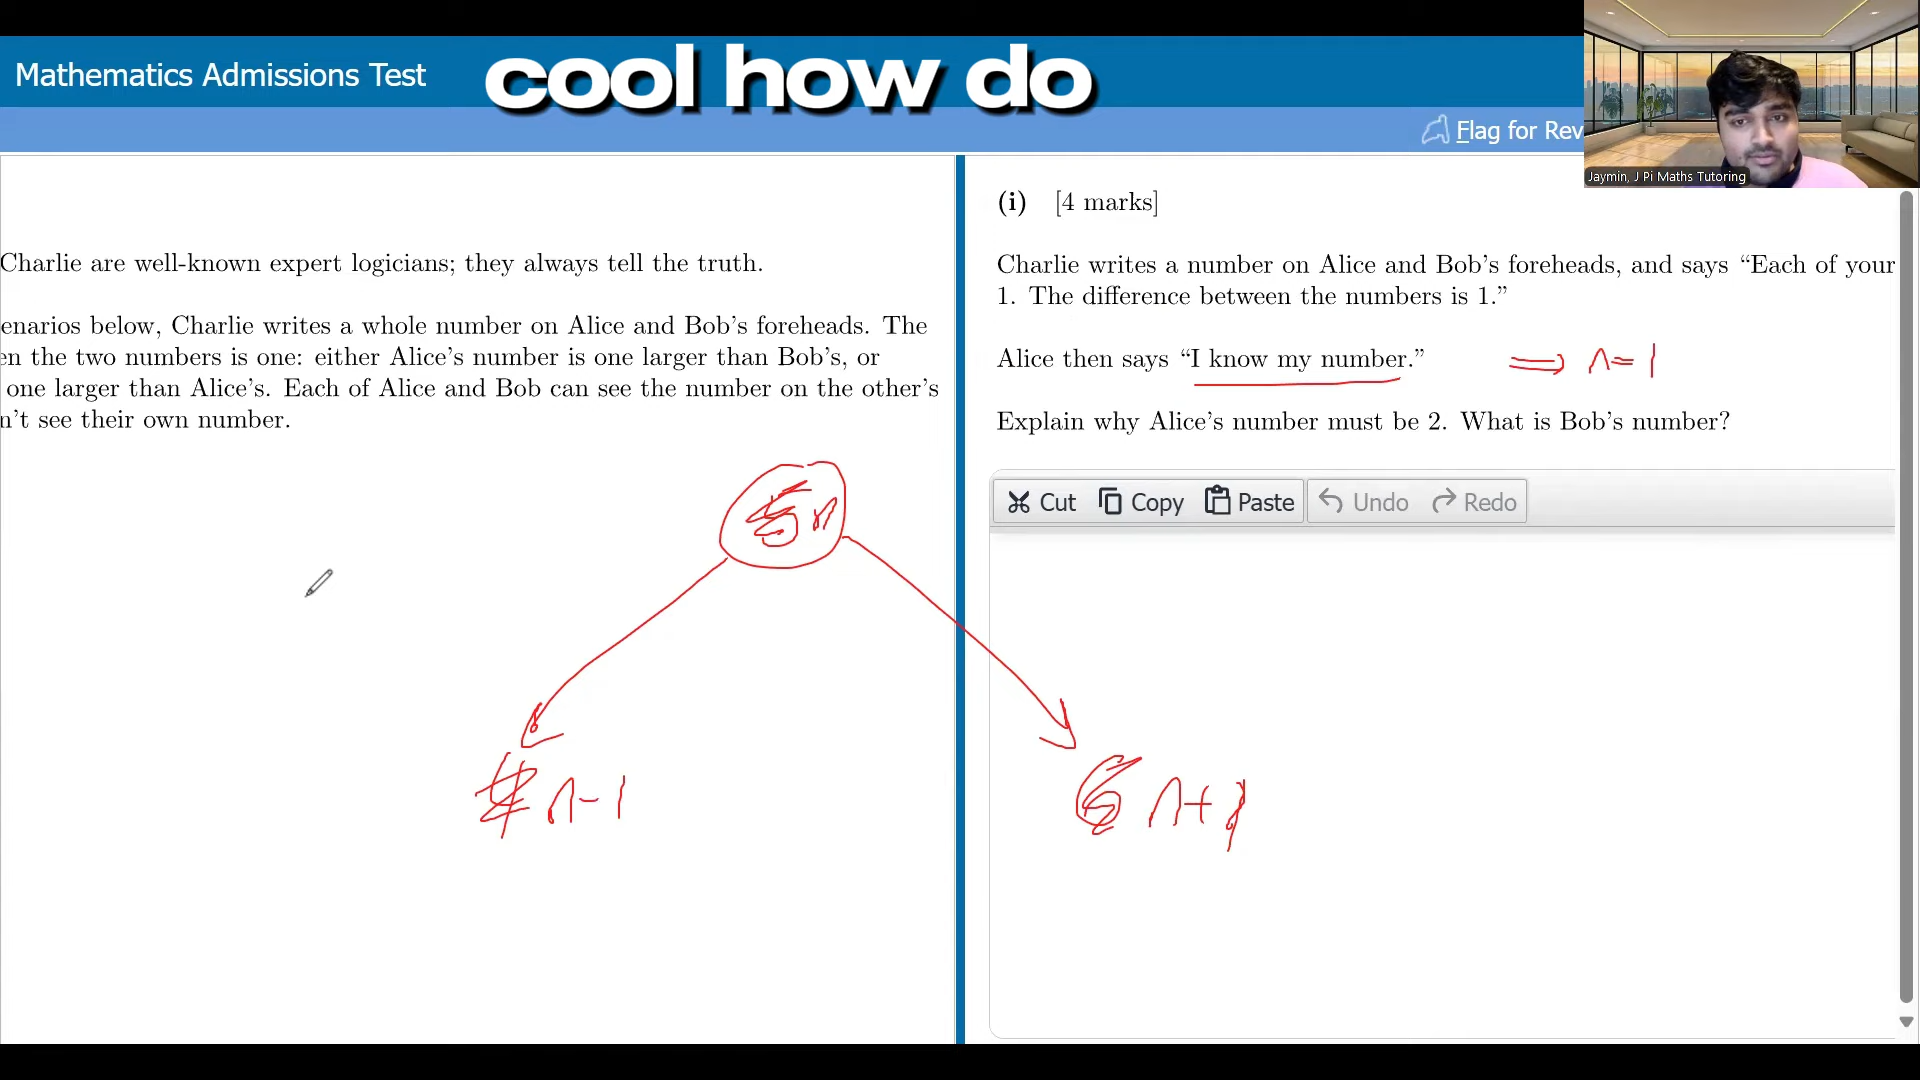 Mathematics Admissions Test
cool how do
Flag for Rev
Jaymin, J Pi Maths Tutoring
Charlie are well-known expert logicians; they always tell the truth.
enarios below, Charlie writes a whole number on Alice and Bob's foreheads. The
en the two numbers is one: either Alice's number is one larger than Bob's, or
one larger than Alice's. Each of Alice and Bob can see the number on the other's
n't see their own number.
n
n-1
n+1
(i) [4 marks]
Charlie writes a number on Alice and Bob's foreheads, and says “Each of your
1. The difference between the numbers is 1.”
Alice then says “I know my number.” ⟹ n=1
Explain why Alice's number must be 2. What is Bob's number?
Cut Copy Paste Undo Redo